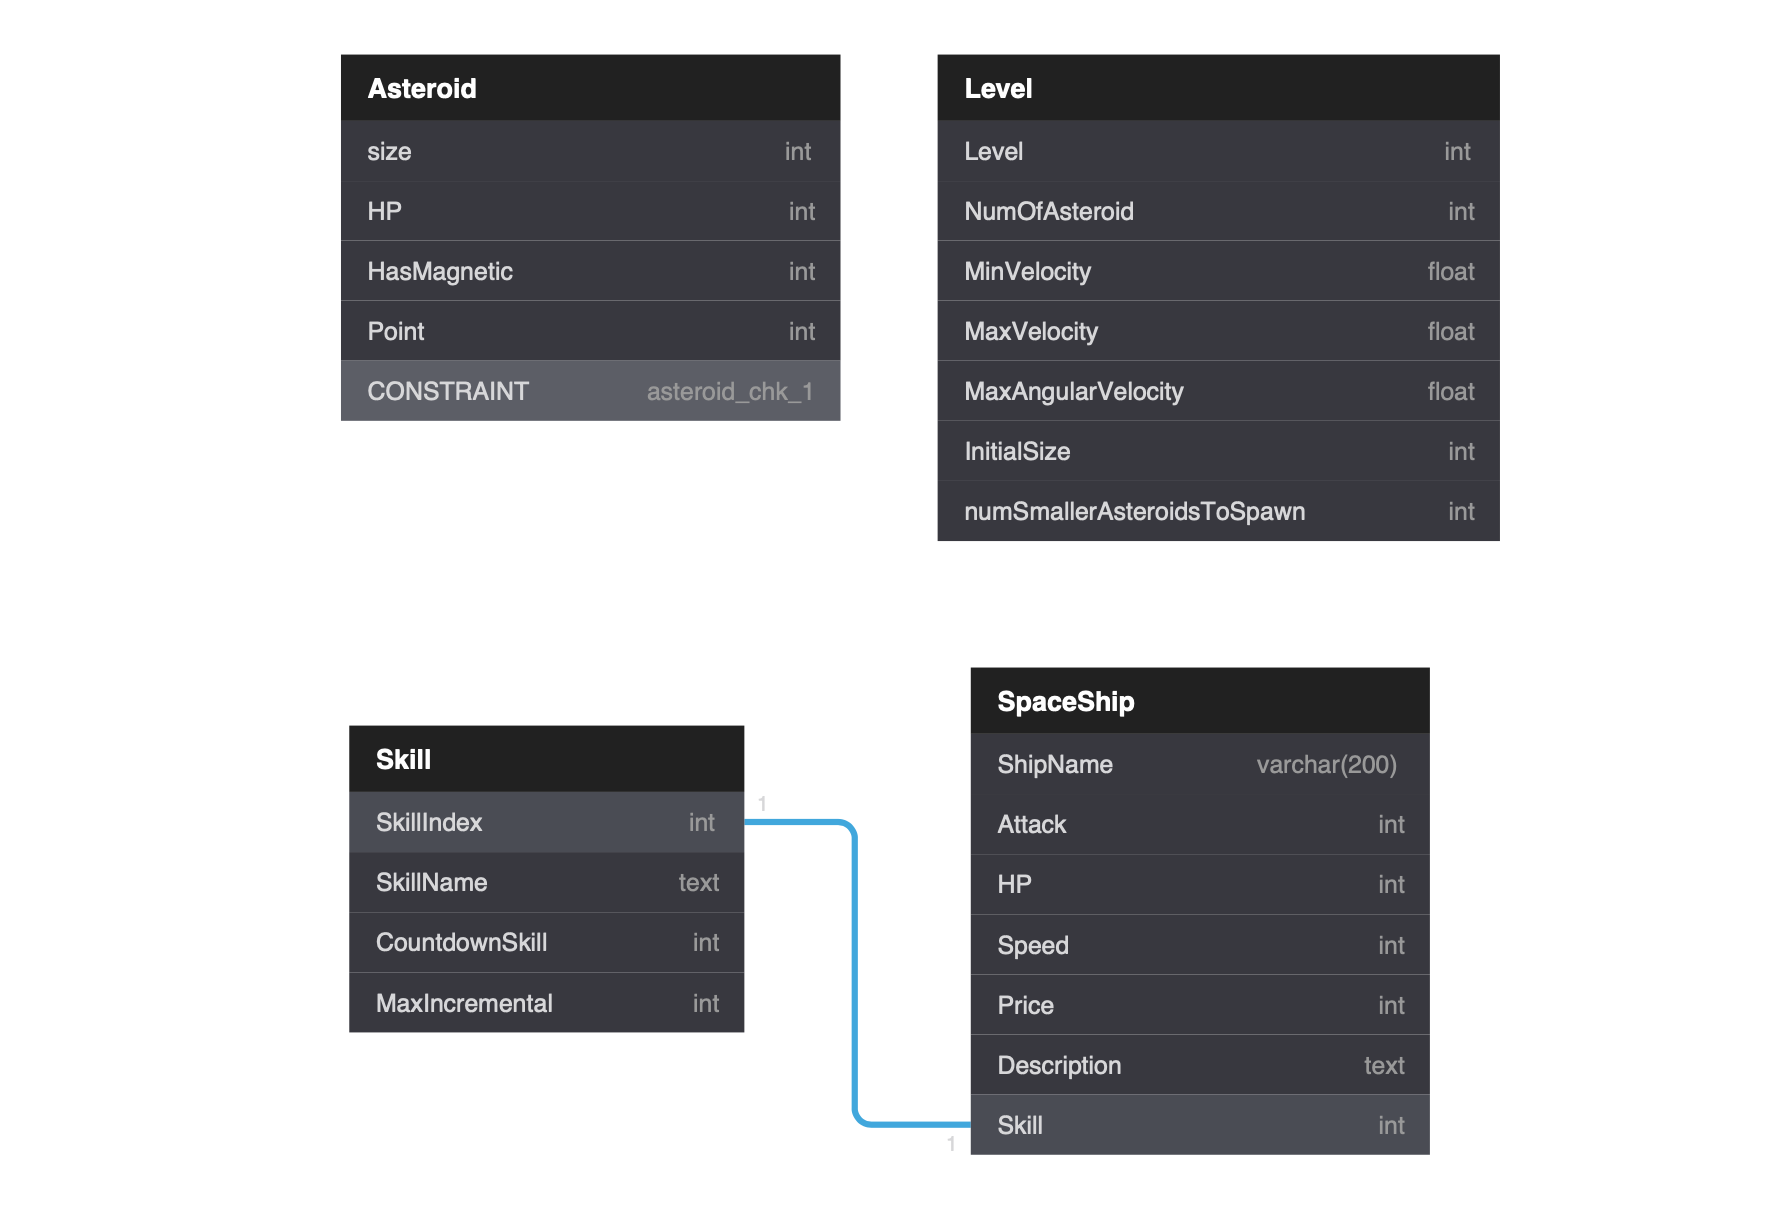 Asteroid
size int
HP int
HasMagnetic int
Point int
CONSTRAINT asteroid_chk_1
Level
Level int
NumOfAsteroid int
MinVelocity float
MaxVelocity float
MaxAngularVelocity float
InitialSize int
numSmallerAsteroidsToSpawn int
Skill
SkillIndex int
SkillName text
CountdownSkill int
MaxIncremental int
1
1
SpaceShip
ShipName varchar(200)
Attack int
HP int
Speed int
Price int
Description text
Skill int